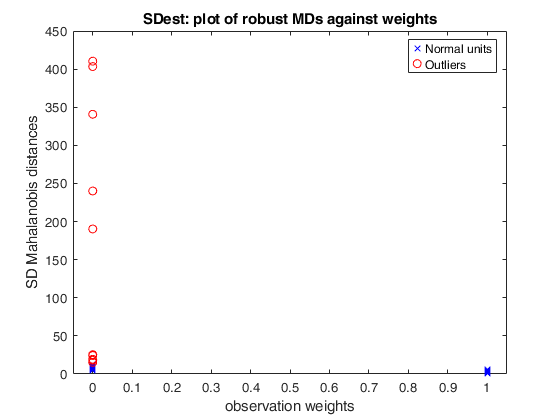 SDest: plot of robust MDs against weights
450
400
350
300
250
200
150
100
50
0
SD Mahalanobis distances
Normal units
Outliers
0 0.1 0.2 0.3 0.4 0.5 0.6 0.7 0.8 0.9 1
observation weights